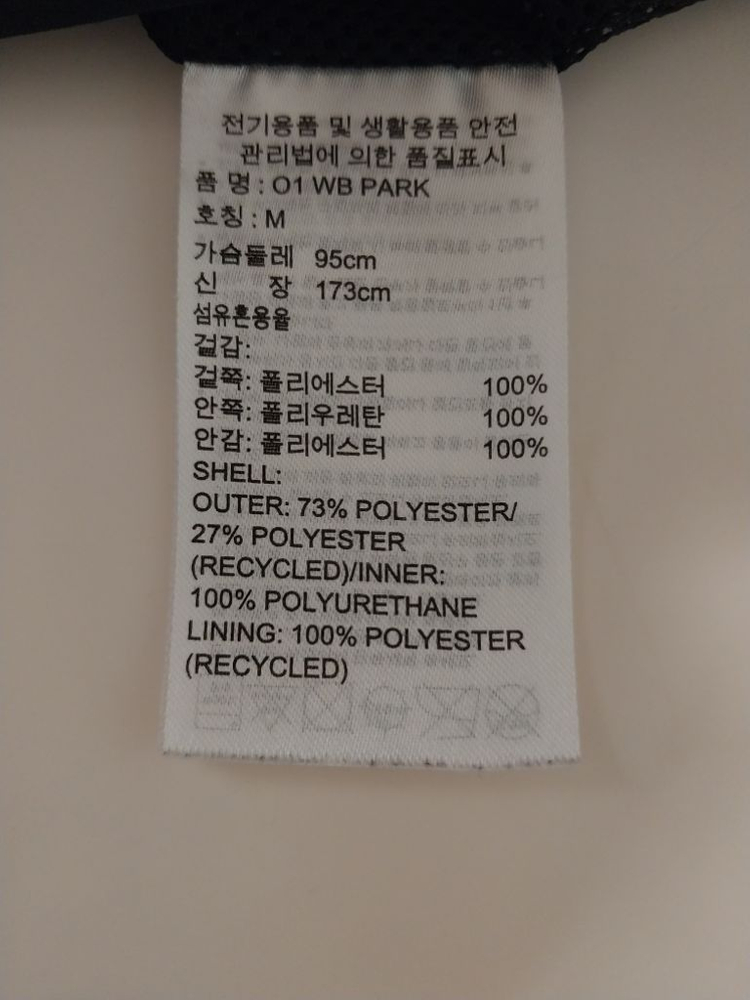 전기용품 및 생활용품 안전
관리법에 의한 품질표시
품 명 : O1 WB PARK
호칭 : M
가슴둘레 95cm
신 장 173cm
섬유혼용율
겉감:
겉쪽: 폴리에스터 100%
안쪽: 폴리우레탄 100%
안감: 폴리에스터 100%
SHELL:
OUTER: 73% POLYESTER/
27% POLYESTER
(RECYCLED)/INNER:
100% POLYURETHANE
LINING: 100% POLYESTER
(RECYCLED)